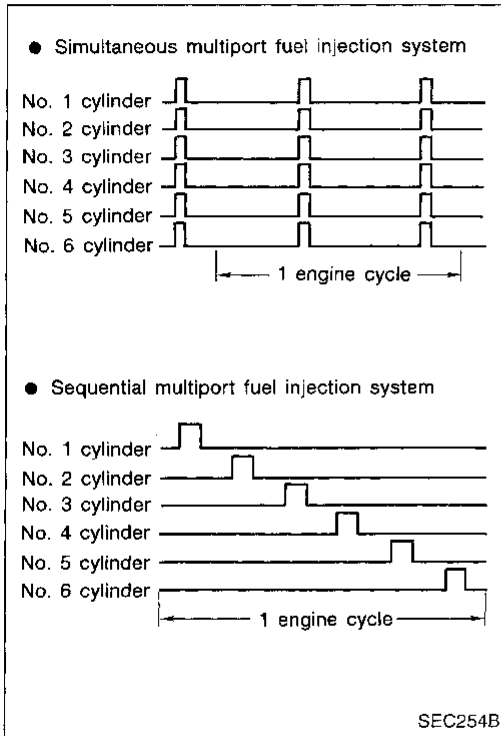 ● Simultaneous multiport fuel injection system
No. 1 cylinder
No. 2 cylinder
No. 3 cylinder
No. 4 cylinder
No. 5 cylinder
No. 6 cylinder
1 engine cycle
● Sequential multiport fuel injection system
No. 1 cylinder
No. 2 cylinder
No. 3 cylinder
No. 4 cylinder
No. 5 cylinder
No. 6 cylinder
1 engine cycle
SEC254B